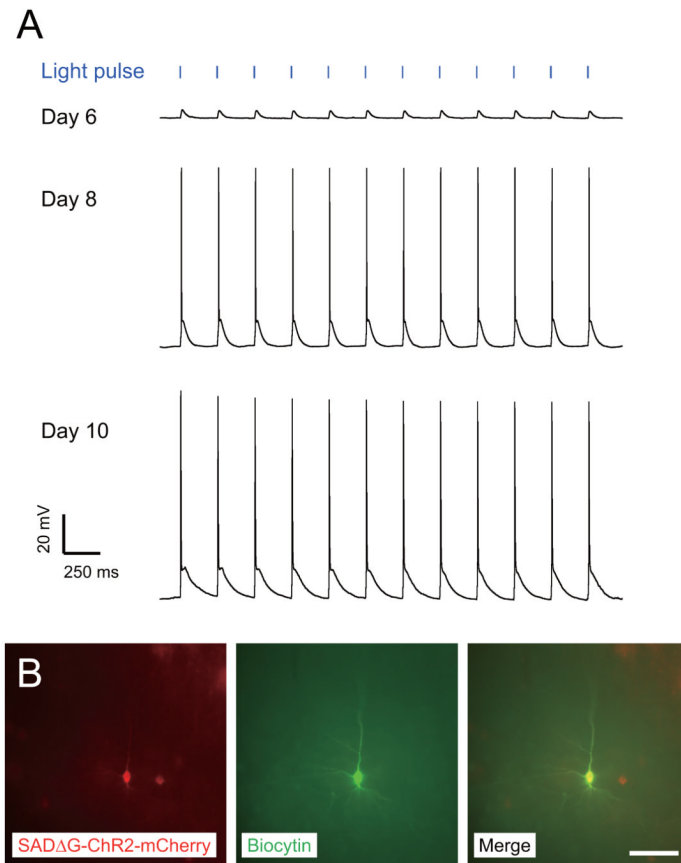 A
Light pulse
Day 6
Day 8
Day 10
20 mV
250 ms
B
SADΔG-ChR2-mCherry
Biocytin
Merge